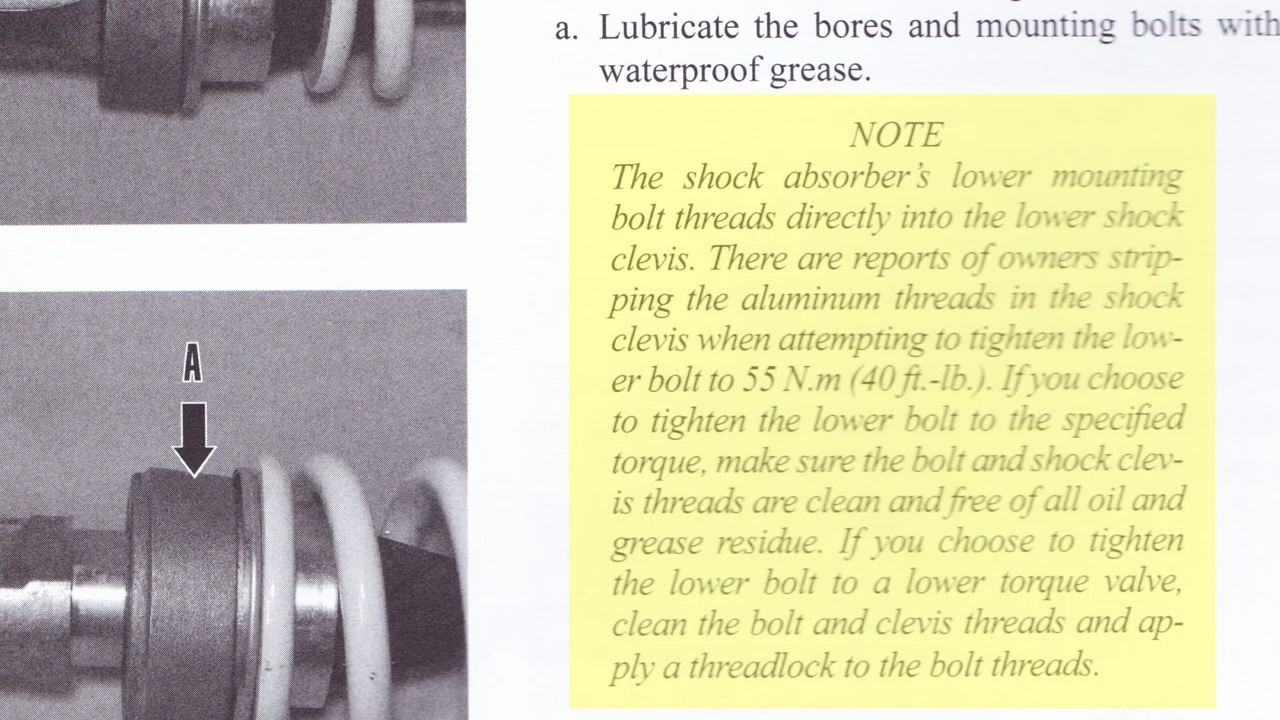 a. Lubricate the bores and mounting bolts with
waterproof grease.
NOTE
The shock absorber's lower mounting
bolt threads directly into the lower shock
clevis. There are reports of owners strip-
ping the aluminum threads in the shock
clevis when attempting to tighten the low-
er bolt to 55 N.m (40 ft.-lb.). If you choose
to tighten the lower bolt to the specified
torque, make sure the bolt and shock clev-
is threads are clean and free of all oil and
grease residue. If you choose to tighten
the lower bolt to a lower torque valve,
clean the bolt and clevis threads and ap-
ply a threadlock to the bolt threads.
A